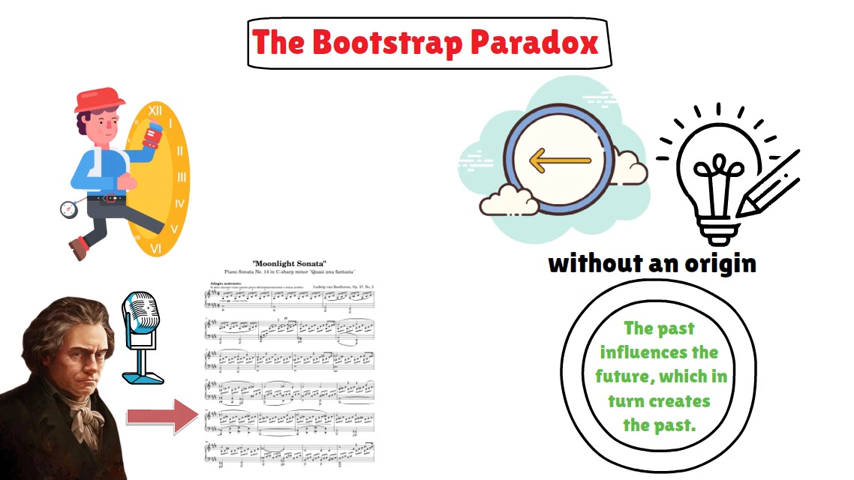 The Bootstrap Paradox
XII
I
II
III
IV
V
VI
without an origin
"Moonlight Sonata"
Piano Sonata No. 14 in C-sharp minor "Quasi una fantasia"
Ludwig van Beethoven, Op. 27, No. 2
The past
influences the
future, which in
turn creates
the past.